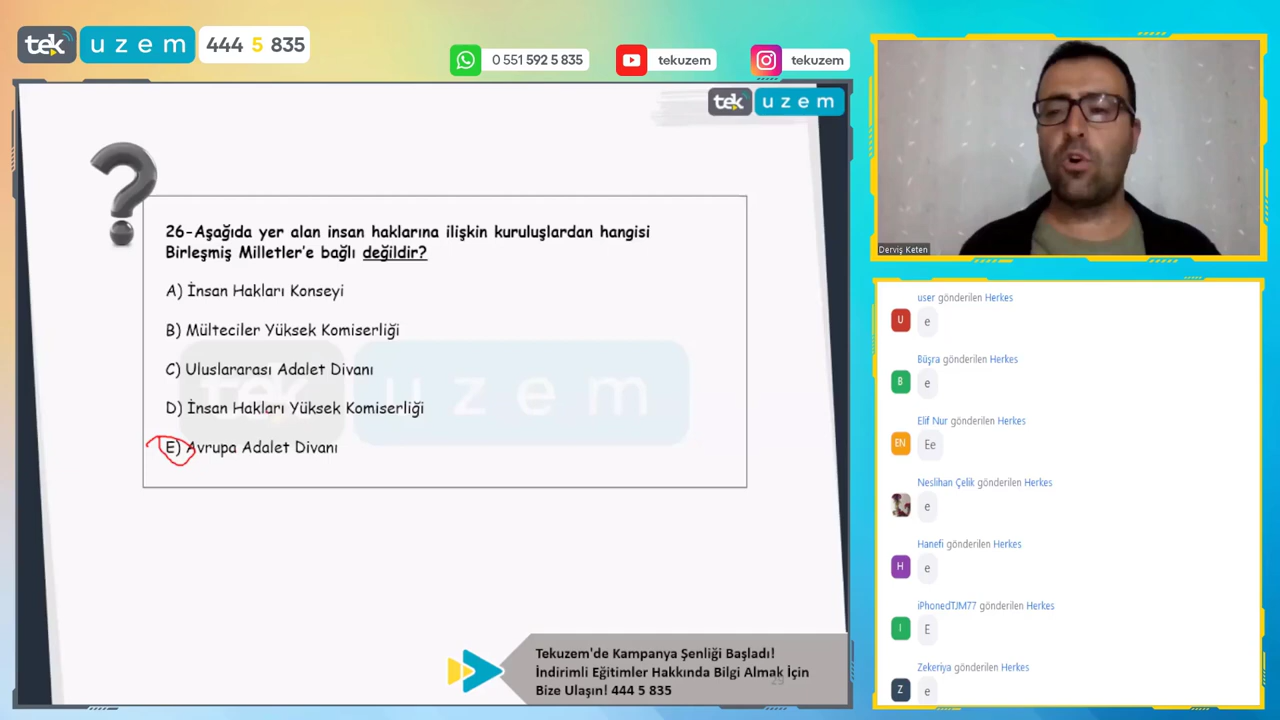 tek uzem 444 5 835
0 551 592 5 835
tekuzem
tekuzem
tek uzem
26-Aşağıda yer alan insan haklarına ilişkin kuruluşlardan hangisi
Birleşmiş Milletler'e bağlı değildir?
A) İnsan Hakları Konseyi
B) Mülteciler Yüksek Komiserliği
C) Uluslararası Adalet Divanı
D) İnsan Hakları Yüksek Komiserliği
E) Avrupa Adalet Divanı
tek uzem
Tekuzem'de Kampanya Şenliği Başladı!
İndirimli Eğitimler Hakkında Bilgi Almak İçin
Bize Ulaşın! 444 5 835
Derviş Keten
user gönderilen Herkes
U
e
Büşra gönderilen Herkes
B
e
Elif Nur gönderilen Herkes
EN
Ee
Neslihan Çelik gönderilen Herkes
e
Hanefi gönderilen Herkes
H
e
iPhonedTJM77 gönderilen Herkes
I
E
Zekeriya gönderilen Herkes
Z
e